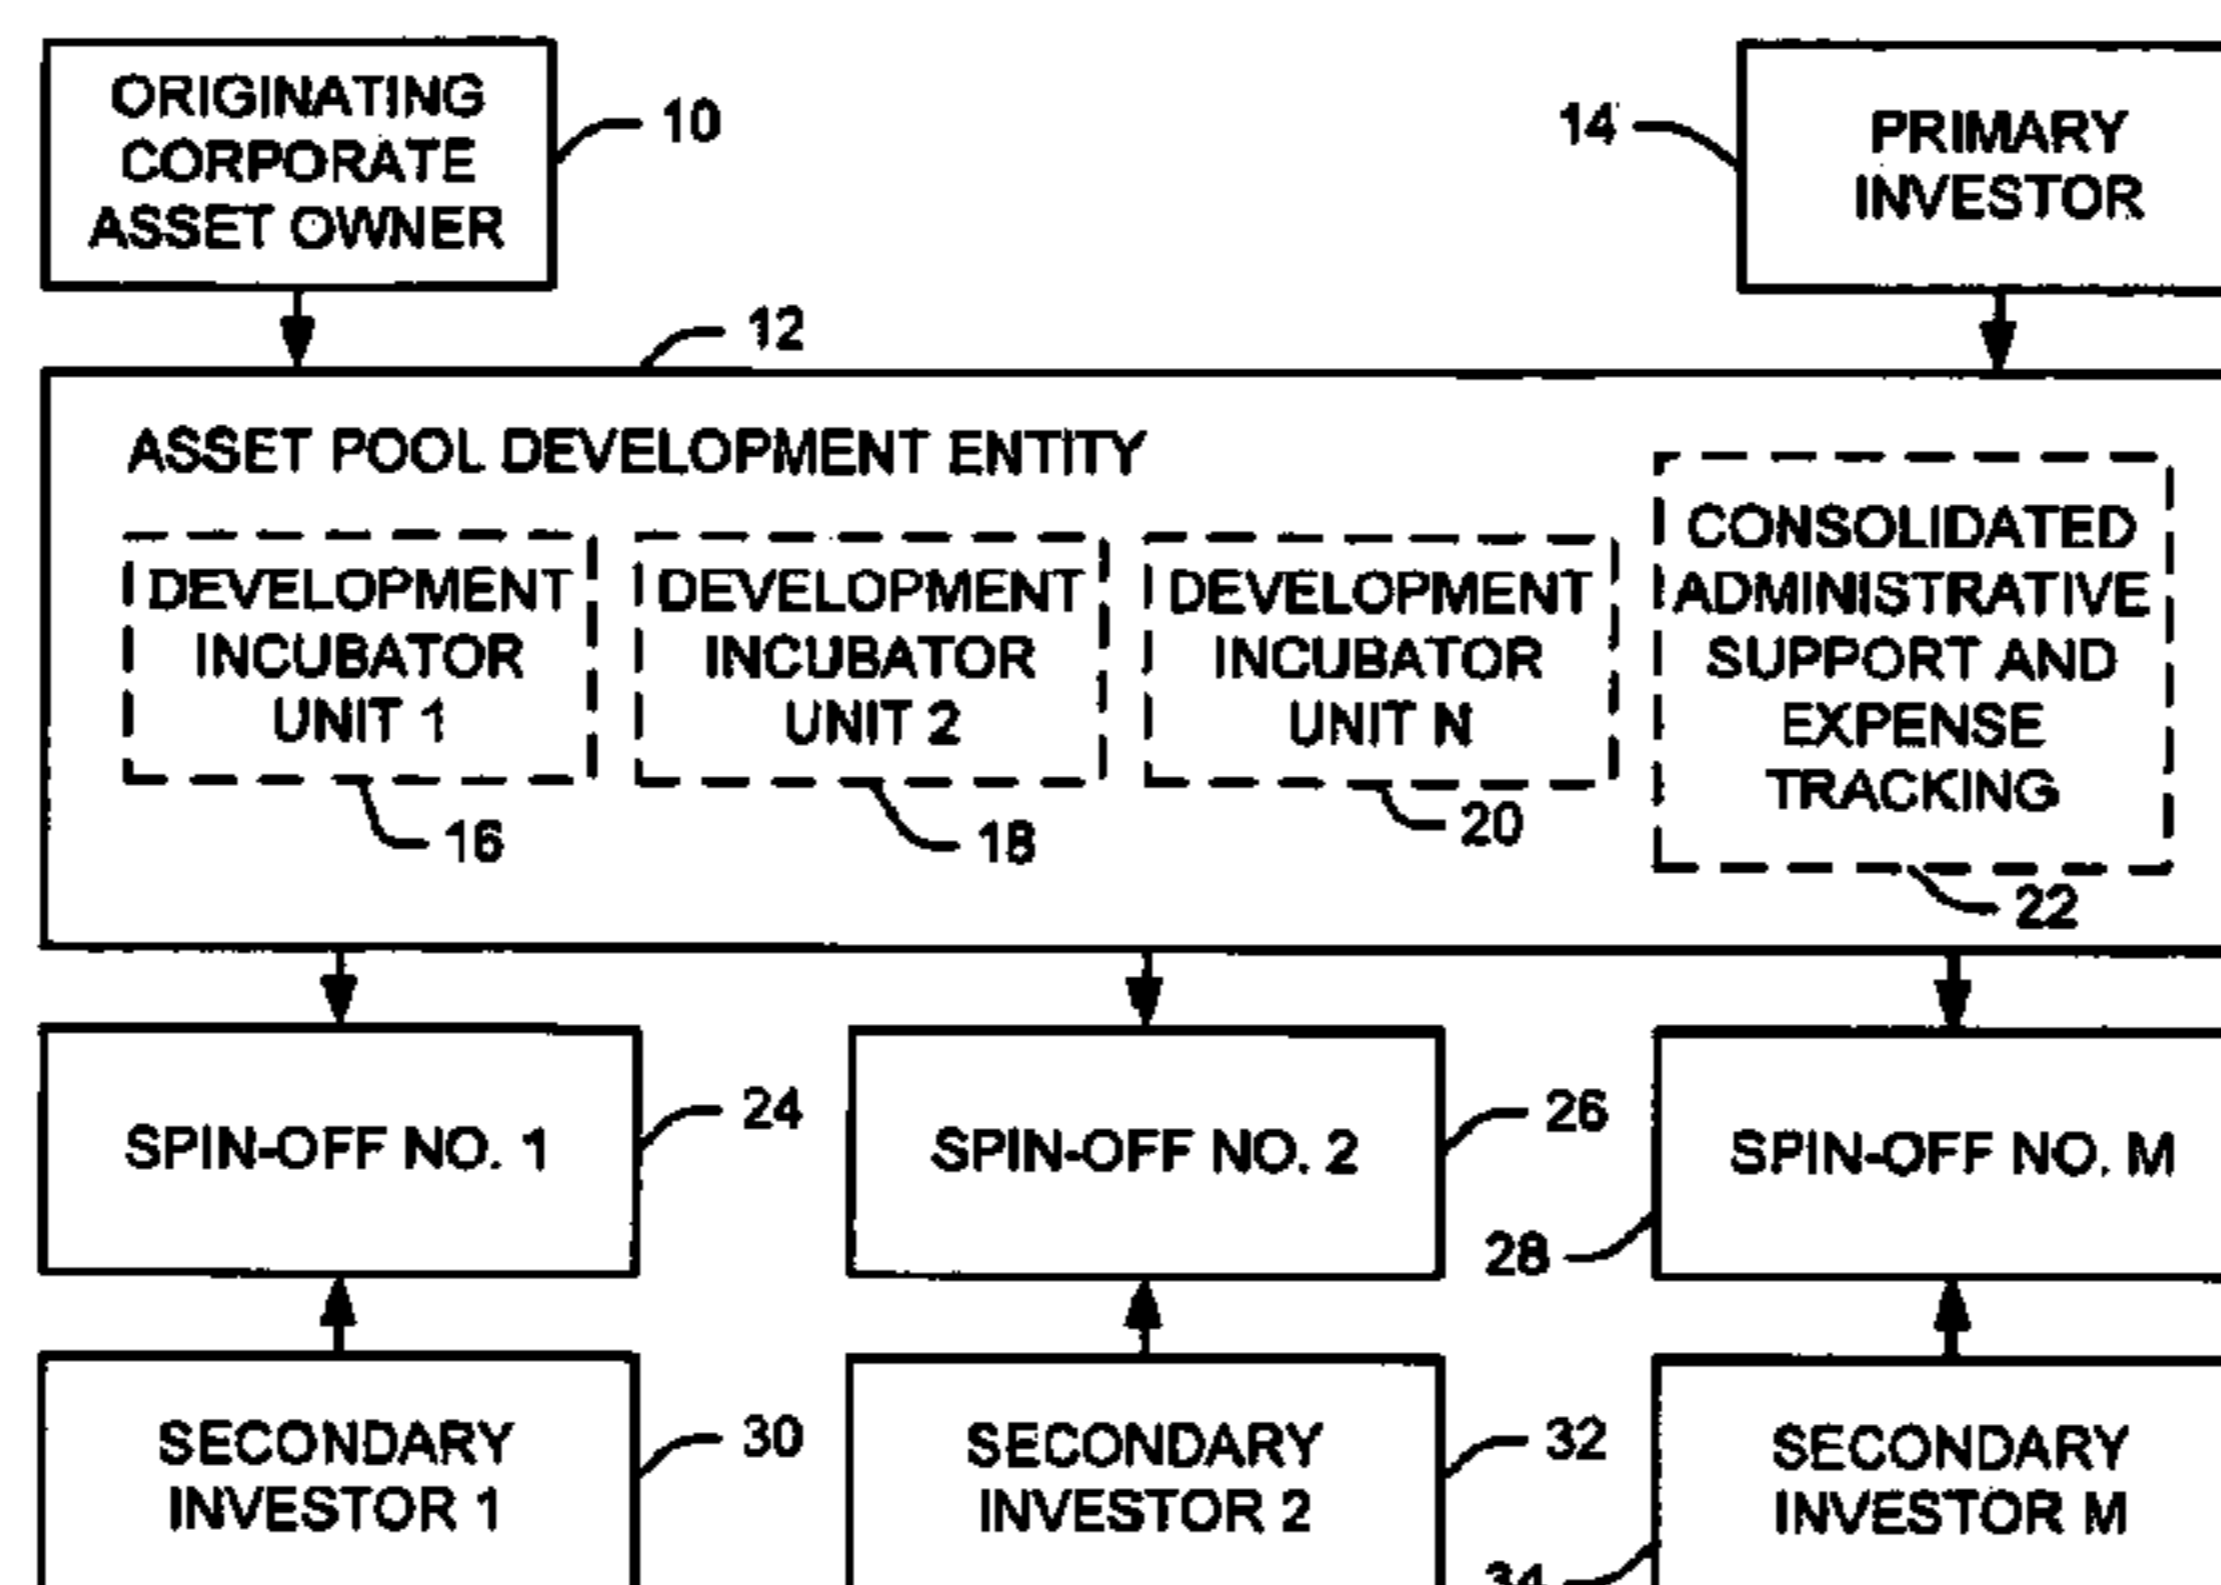 ORIGINATING
CORPORATE
ASSET OWNER
10
14
PRIMARY
INVESTOR
12
ASSET POOL DEVELOPMENT ENTITY
DEVELOPMENT
INCUBATOR
UNIT 1
16
DEVELOPMENT
INCUBATOR
UNIT 2
18
DEVELOPMENT
INCUBATOR
UNIT N
20
CONSOLIDATED
ADMINISTRATIVE
SUPPORT AND
EXPENSE
TRACKING
22
SPIN-OFF NO. 1
24
SPIN-OFF NO. 2
26
SPIN-OFF NO. M
28
SECONDARY
INVESTOR 1
30
SECONDARY
INVESTOR 2
32
SECONDARY
INVESTOR M
34